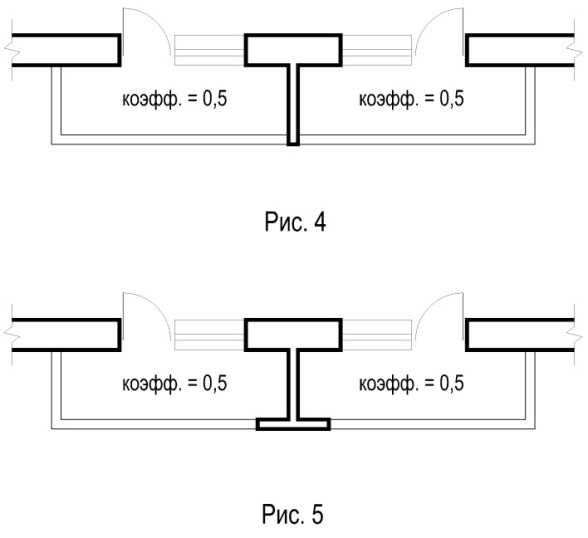 коэфф. = 0,5 коэфф. = 0,5
Рис. 4
коэфф. = 0,5 коэфф. = 0,5
Рис. 5